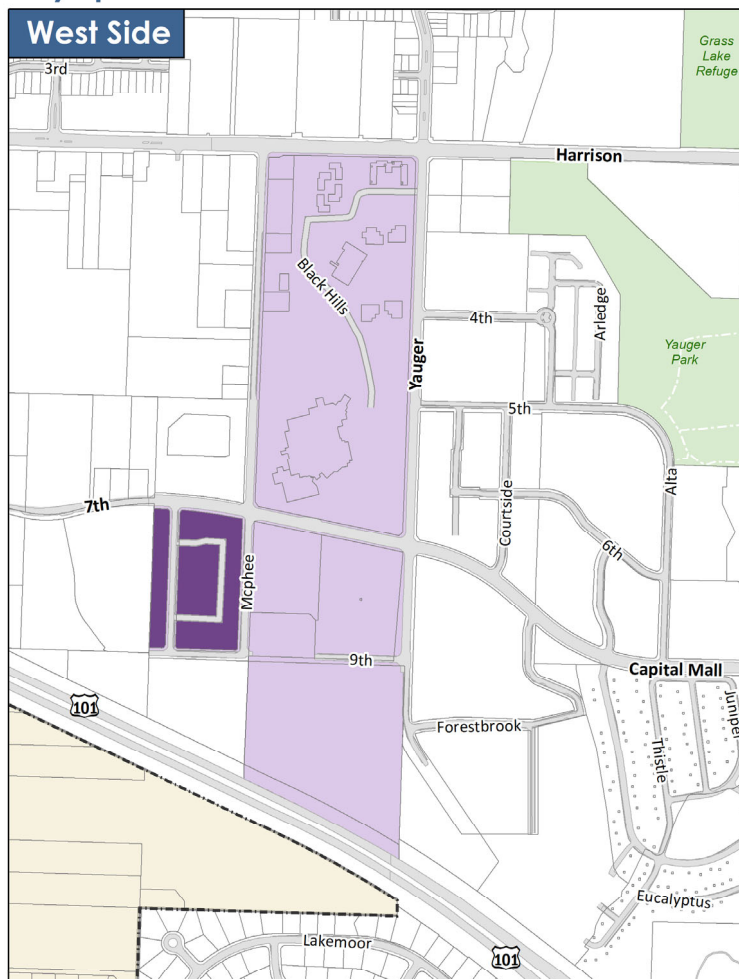 West Side
Grass
Lake
Refuge
3rd
Harrison
Black Hills
Arledge
4th
Yauger
Yauger
Park
5th
Alta
Courtside
7th
6th
Mcphee
9th
Capital Mall
101
Juniper
Forestbrook
Thistle
Eucalyptus
Lakemoor
101